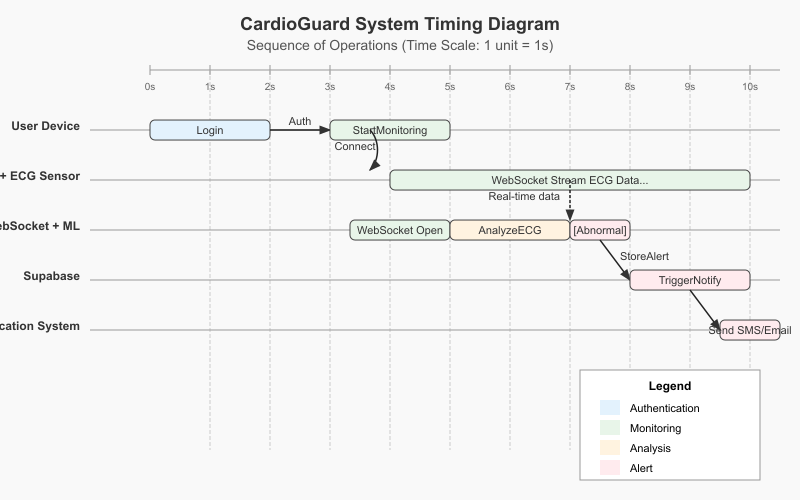 CardioGuard System Timing Diagram
Sequence of Operations (Time Scale: 1 unit = 1s)
0s 1s 2s 3s 4s 5s 6s 7s 8s 9s 10s
User Device
Login
Auth
StartMonitoring
Connect
+ ECG Sensor
WebSocket Stream ECG Data...
Real-time data
ebSocket + ML
WebSocket Open
AnalyzeECG
[Abnormal]
StoreAlert
Supabase
TriggerNotify
cation System
Send SMS/Email
Legend
Authentication
Monitoring
Analysis
Alert